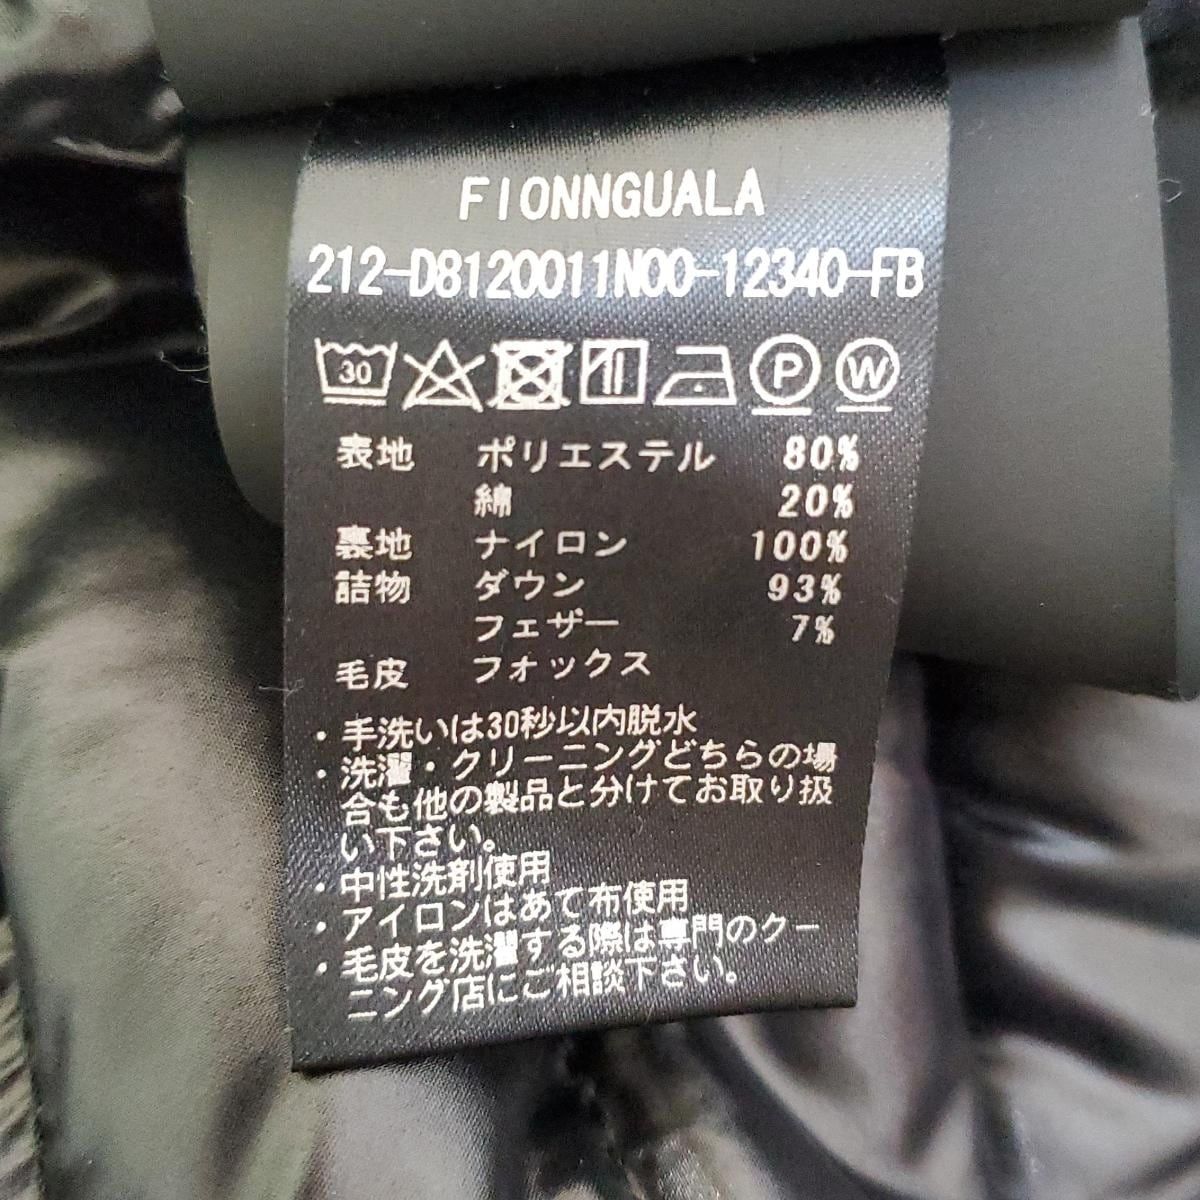 FIONNGUALA
212-D8120011N00-12340-FB
30 P W
表地 ポリエステル 80%
綿 20%
裏地 ナイロン 100%
詰物 ダウン 93%
フェザー 7%
毛皮 フォックス
・手洗いは30秒以内脱水
・洗濯・クリーニングどちらの場
合も他の製品と分けてお取り扱
い下さい。
・中性洗剤使用
・アイロンはあて布使用
・毛皮を洗濯する際は専門のクー
ニング店にご相談下さい。